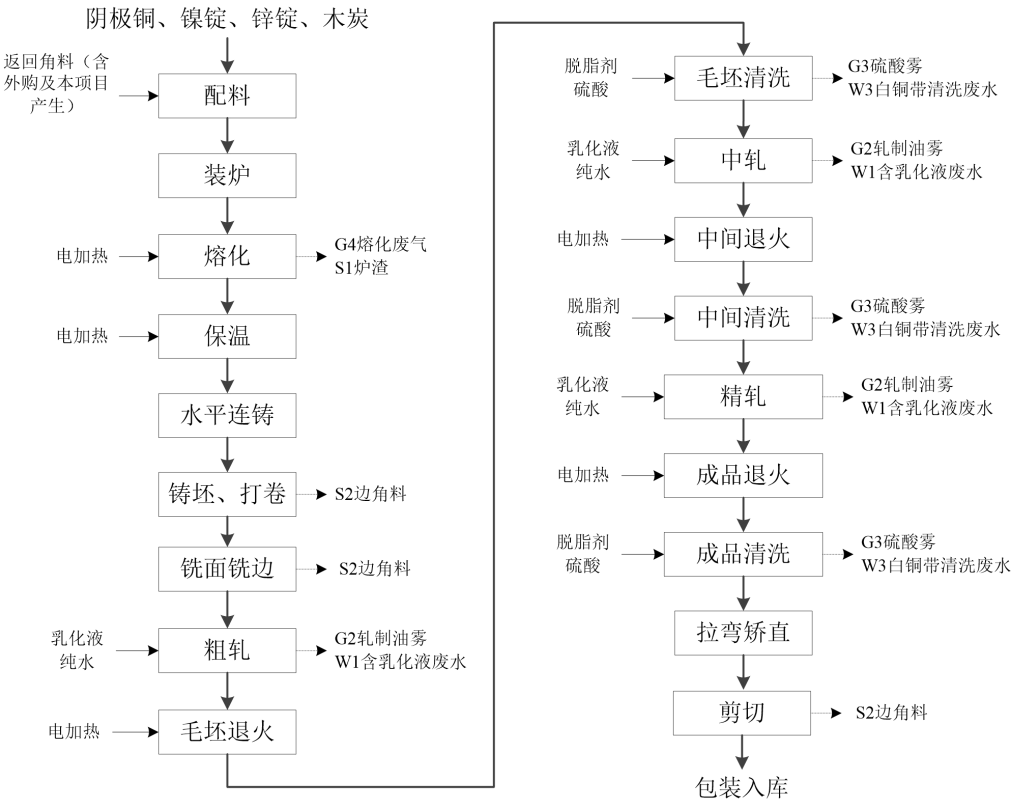 阴极铜、镍锭、锌锭、木炭
返回角料（含
外购及本项目
产生）
配料
装炉
电加热
熔化
G4熔化废气
S1炉渣
电加热
保温
水平连铸
铸坯、打卷
S2边角料
铣面铣边
S2边角料
乳化液
纯水
粗轧
G2轧制油雾
W1含乳化液废水
电加热
毛坯退火
脱脂剂
硫酸
毛坯清洗
G3硫酸雾
W3白铜带清洗废水
乳化液
纯水
中轧
G2轧制油雾
W1含乳化液废水
电加热
中间退火
脱脂剂
硫酸
中间清洗
G3硫酸雾
W3白铜带清洗废水
乳化液
纯水
精轧
G2轧制油雾
W1含乳化液废水
电加热
成品退火
脱脂剂
硫酸
成品清洗
G3硫酸雾
W3白铜带清洗废水
拉弯矫直
剪切
S2边角料
包装入库